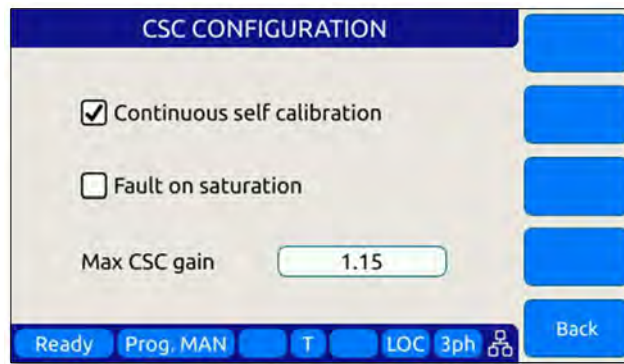 CSC CONFIGURATION
Continuous self calibration
Fault on saturation
Max CSC gain 1.15
Back
Ready Prog. MAN T LOC 3ph